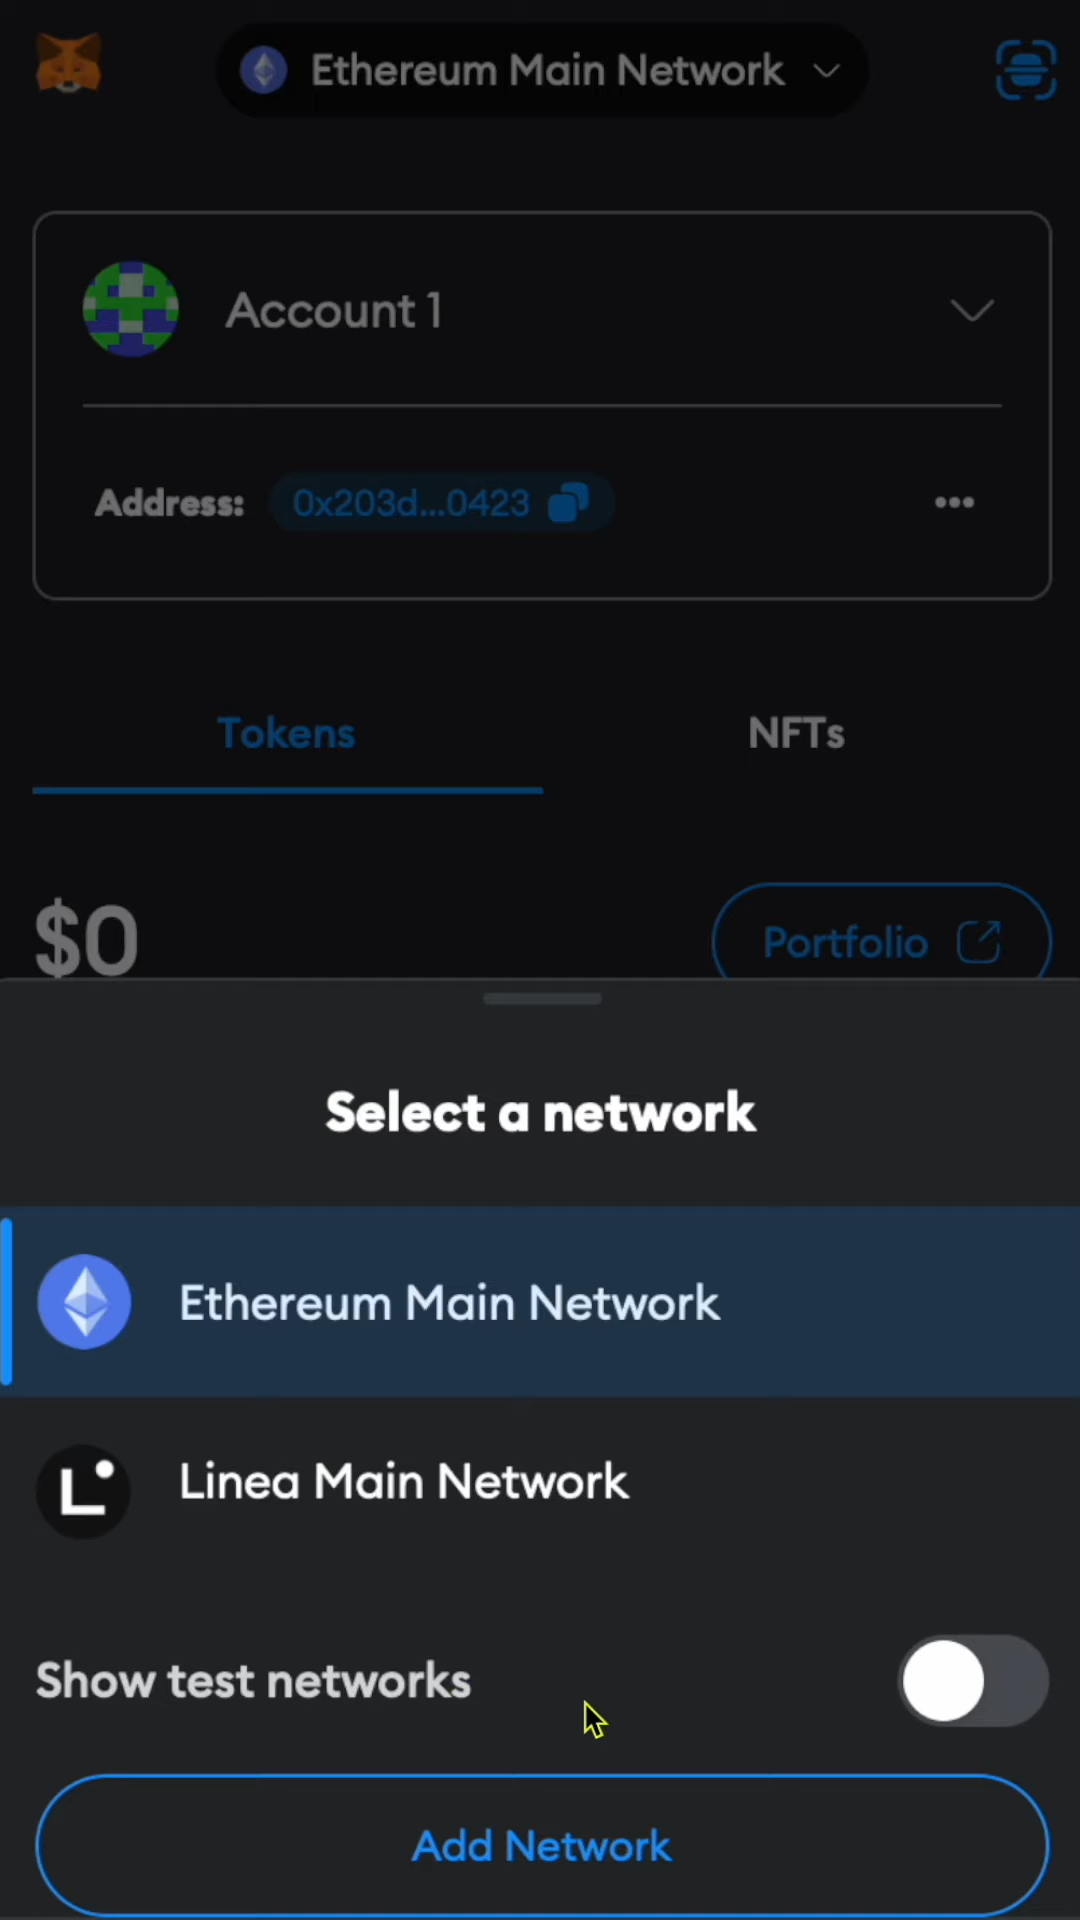 Ethereum Main Network
Account 1
Address: 0x203d...0423
Tokens NFTs
$0 Portfolio
Select a network
Ethereum Main Network
Linea Main Network
Show test networks
Add Network